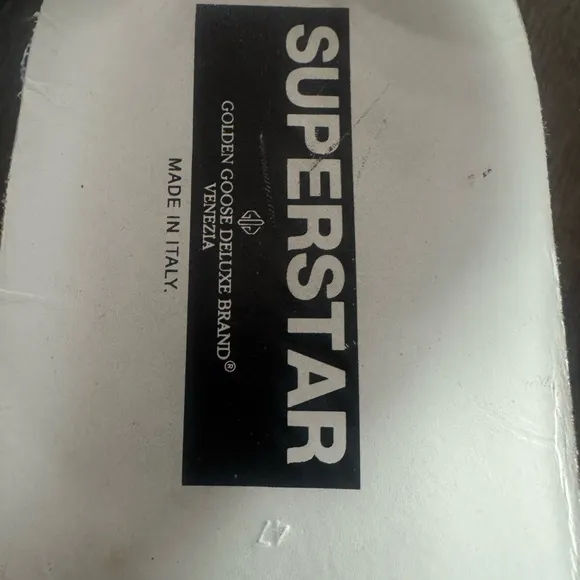 SUPERSTAR
GOLDEN GOOSE DELUXE BRAND®
VENEZIA
MADE IN ITALY.